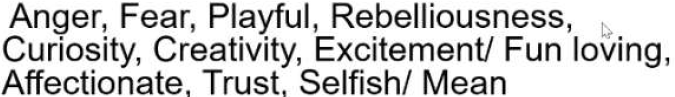 Anger, Fear, Playful, Rebelliousness,
Curiosity, Creativity, Excitement/ Fun loving,
Affectionate, Trust, Selfish/ Mean